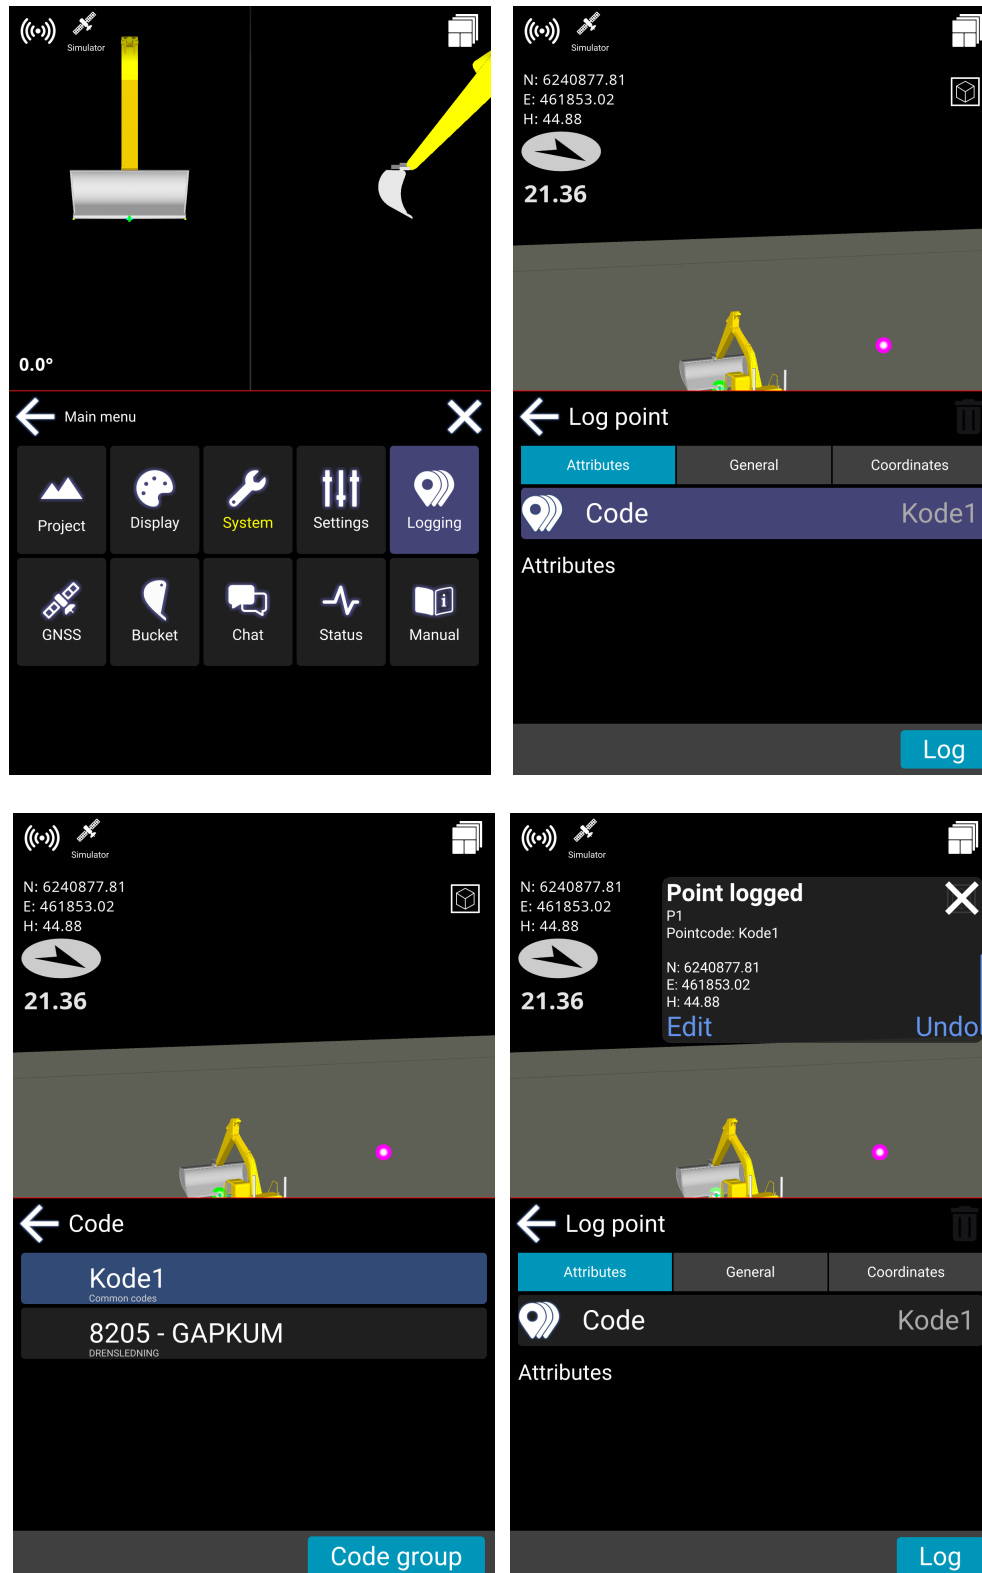 Simulator
0.0°
Main menu
Project
Display
System
Settings
Logging
GNSS
Bucket
Chat
Status
Manual
Simulator
N: 6240877.81
E: 461853.02
H: 44.88
21.36
Log point
Attributes
General
Coordinates
Code
Kode1
Attributes
Log
Simulator
N: 6240877.81
E: 461853.02
H: 44.88
21.36
Code
Kode1
Common codes
8205 - GAPKUM
DRENSLEDNING
Code group
Simulator
N: 6240877.81
E: 461853.02
H: 44.88
21.36
Point logged
P1
Pointcode: Kode1
N: 6240877.81
E: 461853.02
H: 44.88
Edit
Undo
Log point
Attributes
General
Coordinates
Code
Kode1
Attributes
Log